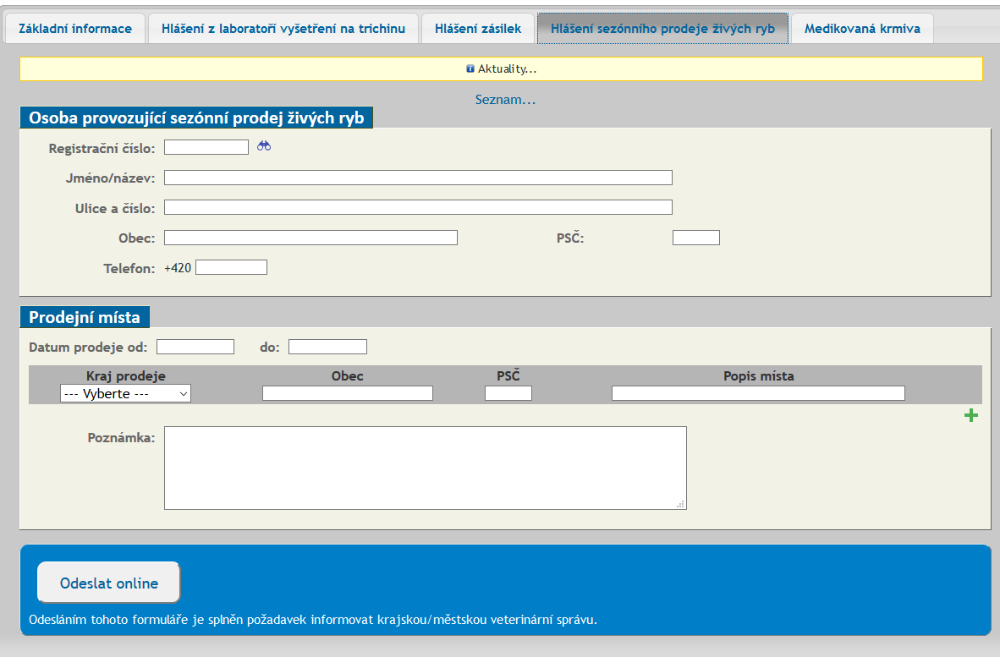 Základní informace Hlášení z laboratoří vyšetření na trichinu Hlášení zásilek Hlášení sezónního prodeje živých ryb Medikovaná krmiva
Aktuality...
Seznam...
Osoba provozující sezónní prodej živých ryb
Registrační číslo:
Jméno/název:
Ulice a číslo:
Obec: PSČ:
Telefon: +420
Prodejní místa
Datum prodeje od: do:
Kraj prodeje Obec PSČ Popis místa
--- Vyberte ---
Poznámka:
Odeslat online
Odesláním tohoto formuláře je splněn požadavek informovat krajskou/městskou veterinární správu.